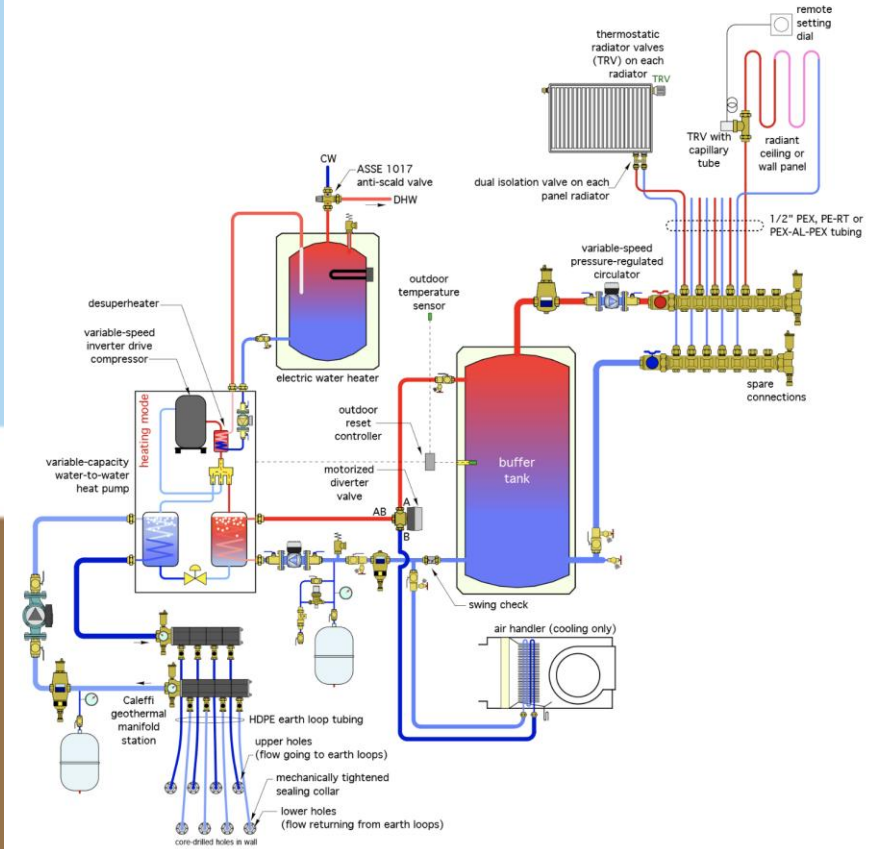 remote
setting
dial
thermostatic
radiator valves
(TRV) on each
radiator
TRV
TRV with
capillary
tube
radiant
ceiling or
wall panel
CW
ASSE 1017
anti-scald valve
DHW
dual isolation valve on each
panel radiator
1/2" PEX, PE-RT or
PEX-AL-PEX tubing
variable-speed
pressure-regulated
circulator
outdoor
temperature
sensor
desuperheater
variable-speed
inverter drive
compressor
electric water heater
spare
connections
heating mode
outdoor
reset
controller
buffer
tank
variable-capacity
water-to-water
heat pump
motorized
diverter
valve
A
AB
B
swing check
air handler (cooling only)
Caleffi
geothermal
manifold
station
HDPE earth loop tubing
upper holes
(flow going to earth loops)
mechanically tightened
sealing collar
lower holes
(flow returning from earth loops)
core-drilled holes in wall